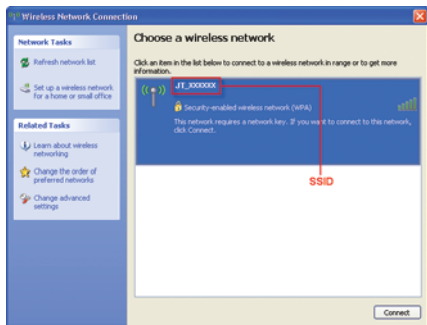 Wireless Network Connection
Network Tasks
Refresh network list
Set up a wireless network
for a home or small office
Related Tasks
Learn about wireless
networking
Change the order of
preferred networks
Change advanced
settings
Choose a wireless network
Click an item in the list below to connect to a wireless network in range or to get more
information.
JT_XXXXXX
Security-enabled wireless network (WPA)
This network requires a network key. If you want to connect to this network,
click Connect.
SSID
Connect